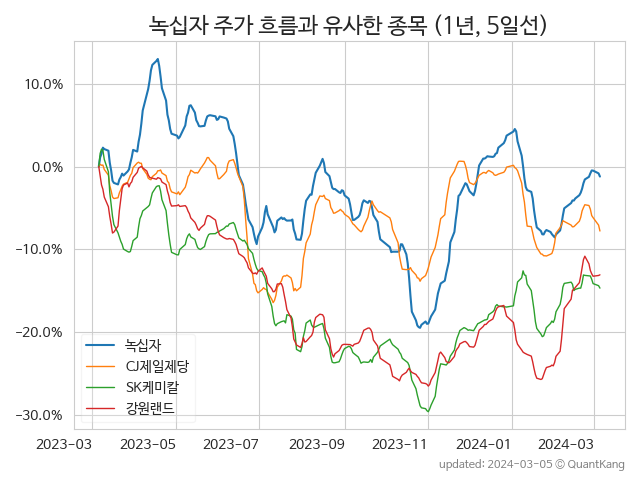 녹십자 주가 흐름과 유사한 종목 (1년, 5일선)
10.0%
0.0%
−10.0%
−20.0%
−30.0%
녹십자
CJ제일제당
SK케미칼
강원랜드
2023-03 2023-05 2023-07 2023-09 2023-11 2024-01 2024-03
updated: 2024-03-05 © QuantKang